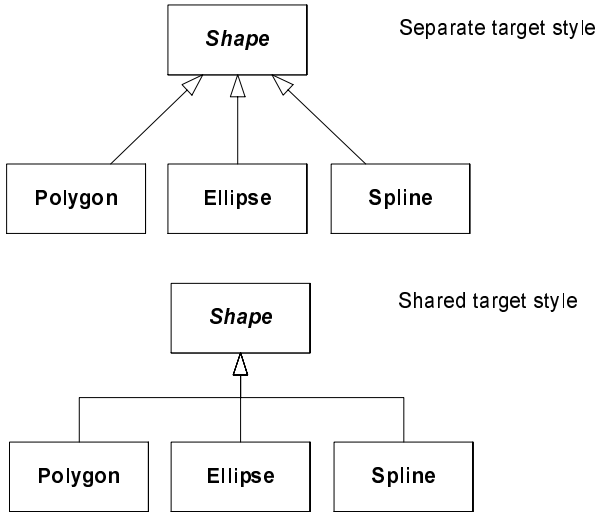 Shape
Separate target style
Polygon
Ellipse
Spline
Shape
Shared target style
Polygon
Ellipse
Spline